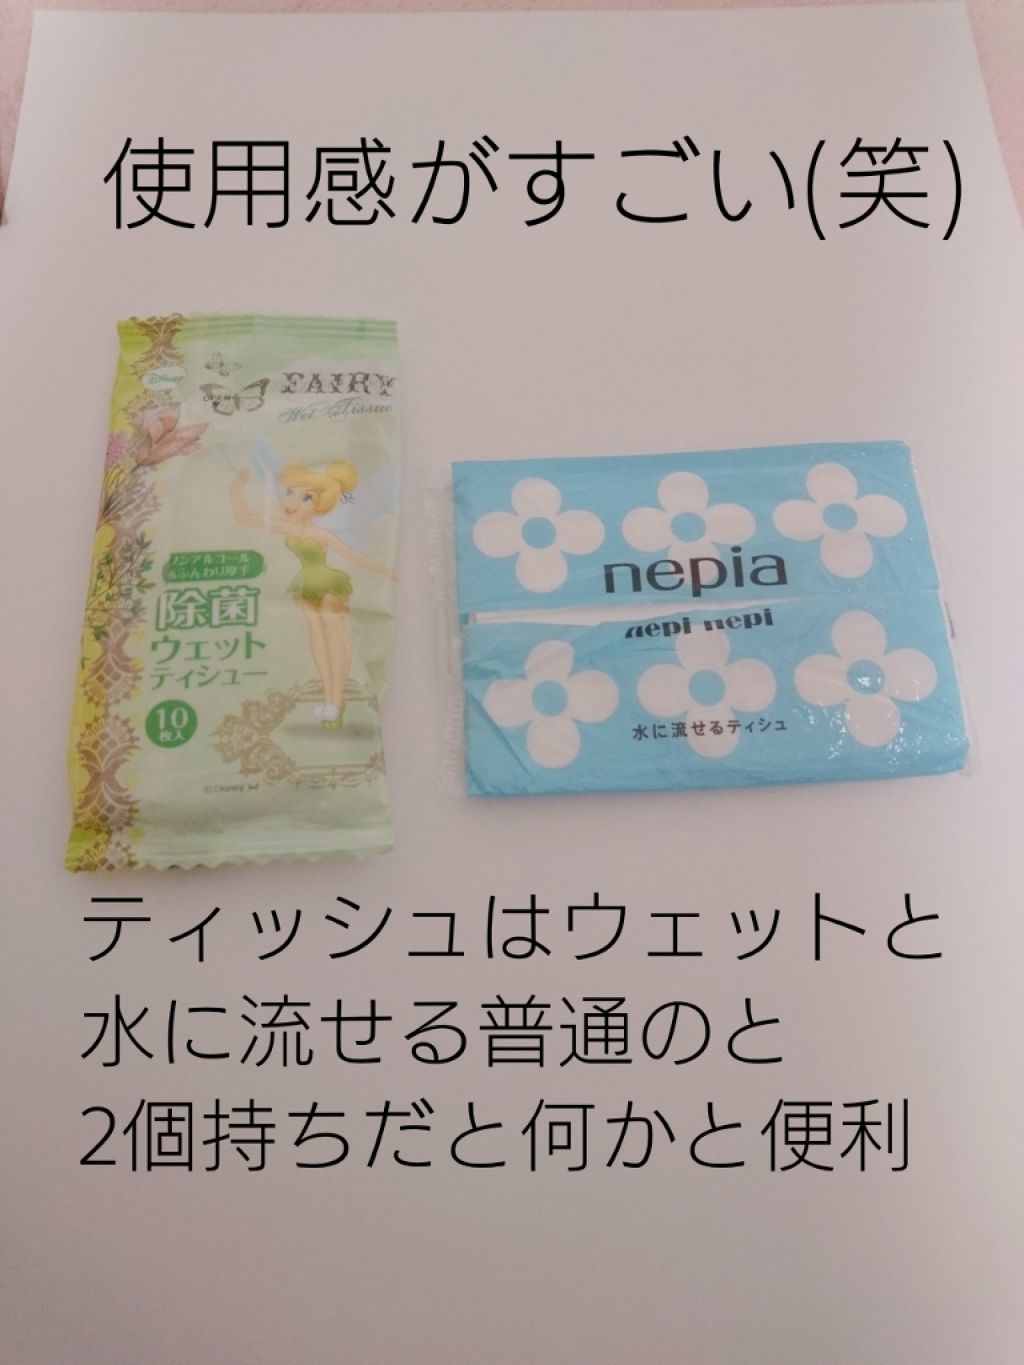 使用感がすごい(笑)
Disney
OPEN
FAIRY
Wet Tissue
ノンアルコール
&ふんわり厚手
除菌
ウェット
ティシュー
10
枚入
©Disney
nepia
nepi nepi
水に流せるティシュ
ティッシュはウェットと
水に流せる普通のと
2個持ちだと何かと便利